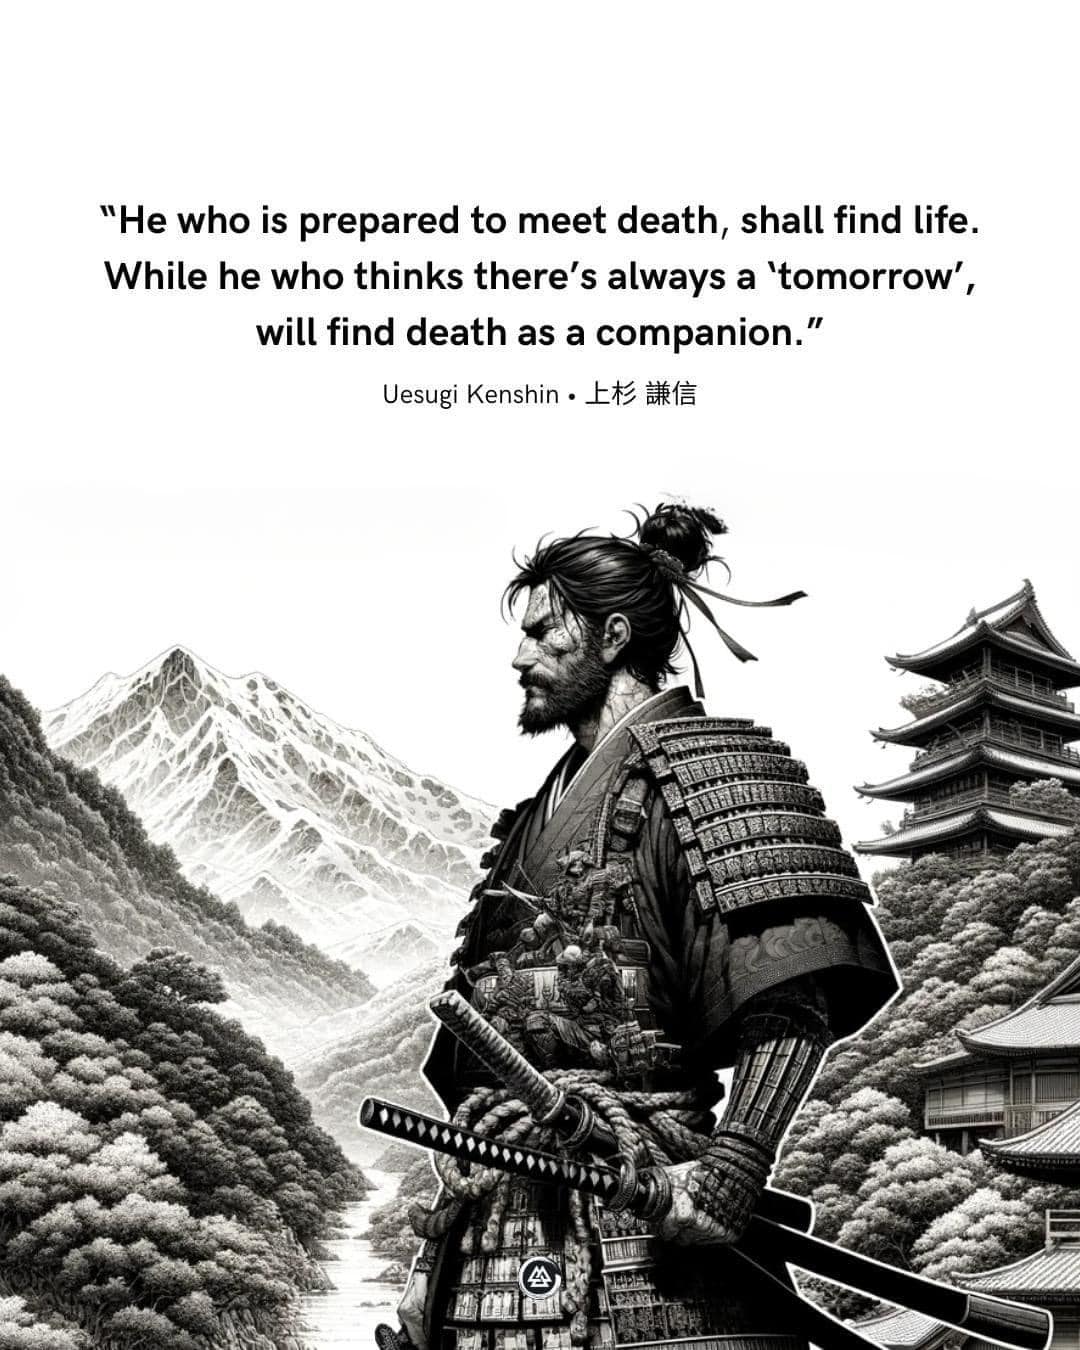 “He who is prepared to meet death, shall find life.
While he who thinks there’s always a ‘tomorrow’,
will find death as a companion.”
Uesugi Kenshin • 上杉 謙信